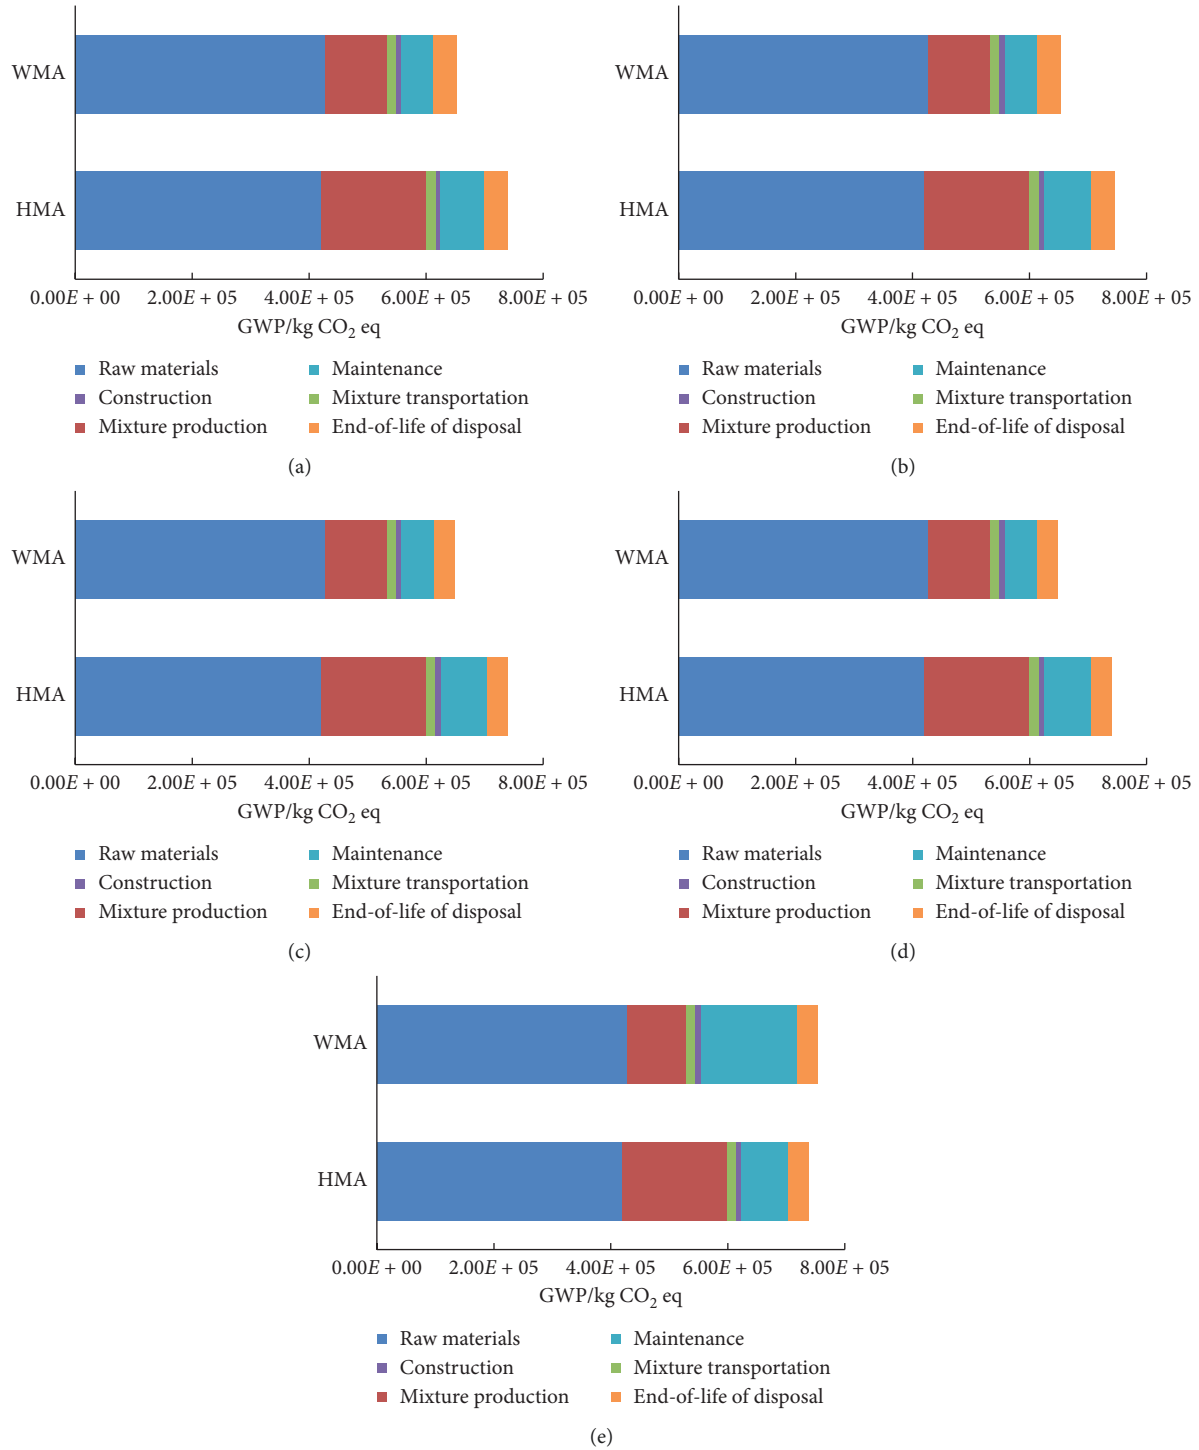 WMA
HMA
0.00E + 00 2.00E + 05 4.00E + 05 6.00E + 05 8.00E + 05
GWP/kg CO₂ eq
Raw materials Maintenance
Construction Mixture transportation
Mixture production End-of-life of disposal
(a)
WMA
HMA
0.00E + 00 2.00E + 05 4.00E + 05 6.00E + 05 8.00E + 05
GWP/kg CO₂ eq
Raw materials Maintenance
Construction Mixture transportation
Mixture production End-of-life of disposal
(b)
WMA
HMA
0.00E + 00 2.00E + 05 4.00E + 05 6.00E + 05 8.00E + 05
GWP/kg CO₂ eq
Raw materials Maintenance
Construction Mixture transportation
Mixture production End-of-life of disposal
(c)
WMA
HMA
0.00E + 00 2.00E + 05 4.00E + 05 6.00E + 05 8.00E + 05
GWP/kg CO₂ eq
Raw materials Maintenance
Construction Mixture transportation
Mixture production End-of-life of disposal
(d)
WMA
HMA
0.00E + 00 2.00E + 05 4.00E + 05 6.00E + 05 8.00E + 05
GWP/kg CO₂ eq
Raw materials Maintenance
Construction Mixture transportation
Mixture production End-of-life of disposal
(e)